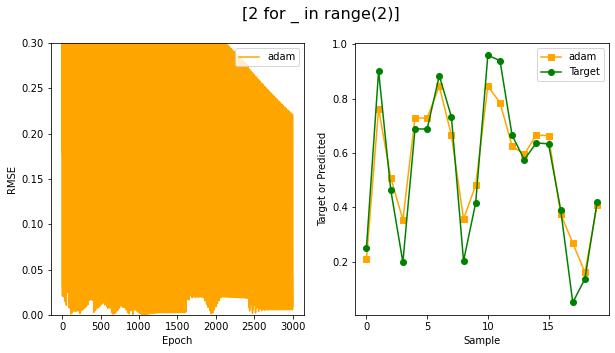 [2 for _ in range(2)]
0.30
0.25
0.20
0.15
0.10
0.05
0.00
RMSE
0 500 1000 1500 2000 2500 3000
Epoch
adam
1.0
0.8
0.6
0.4
0.2
Target or Predicted
0 5 10 15
Sample
adam
Target